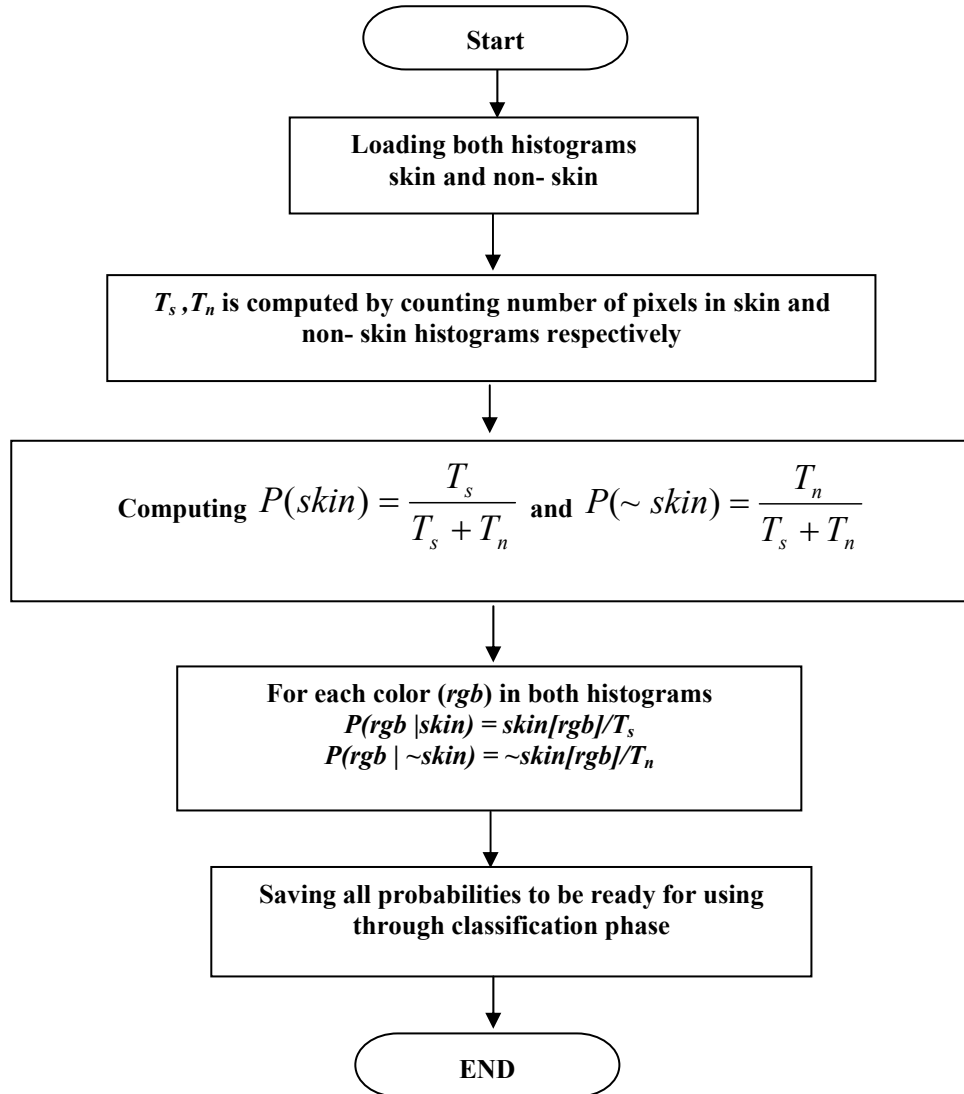 Start
Loading both histograms
skin and non- skin
T_s ,T_n is computed by counting number of pixels in skin and
non- skin histograms respectively
Computing P(skin) = T_s / (T_s + T_n) and P(~ skin) = T_n / (T_s + T_n)
For each color (rgb) in both histograms
P(rgb |skin) = skin[rgb]/T_s
P(rgb | ~skin) = ~skin[rgb]/T_n
Saving all probabilities to be ready for using
through classification phase
END